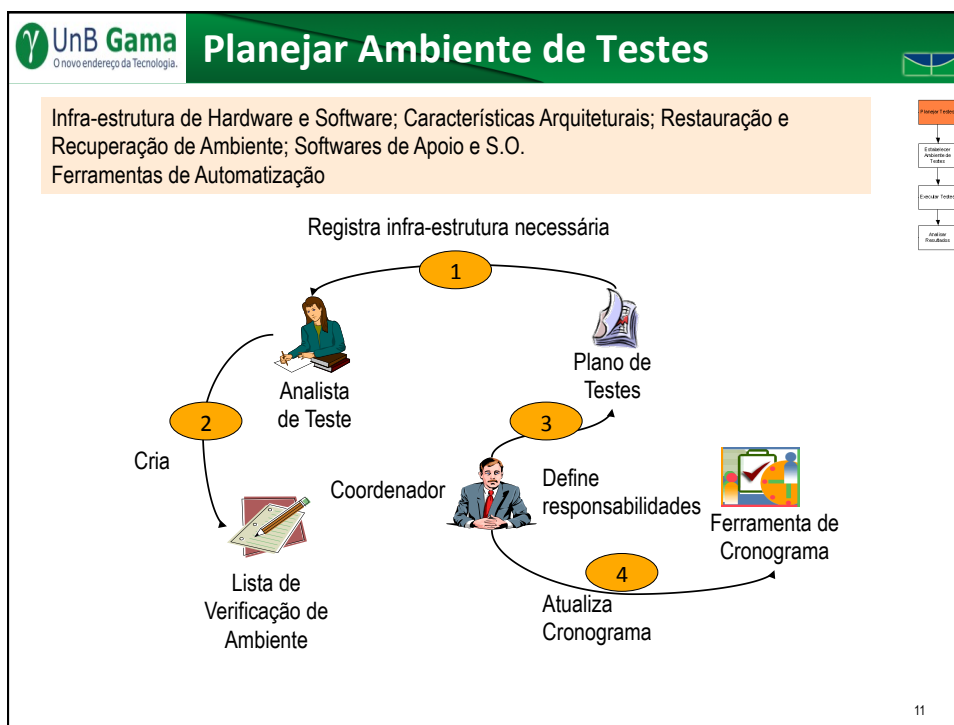 UnB Gama
O novo endereço da Tecnologia.
Planejar Ambiente de Testes
Infra-estrutura de Hardware e Software; Características Arquiteturais; Restauração e
Recuperação de Ambiente; Softwares de Apoio e S.O.
Ferramentas de Automatização
Planejar Testes
Estabelecer
Ambiente de
Testes
Executar Testes
Analisar
Resultados
Registra infra-estrutura necessária
1
Analista
de Teste
Plano de
Testes
2
3
Cria
Coordenador
Define
responsabilidades
Ferramenta de
Cronograma
4
Lista de
Verificação de
Ambiente
Atualiza
Cronograma
11